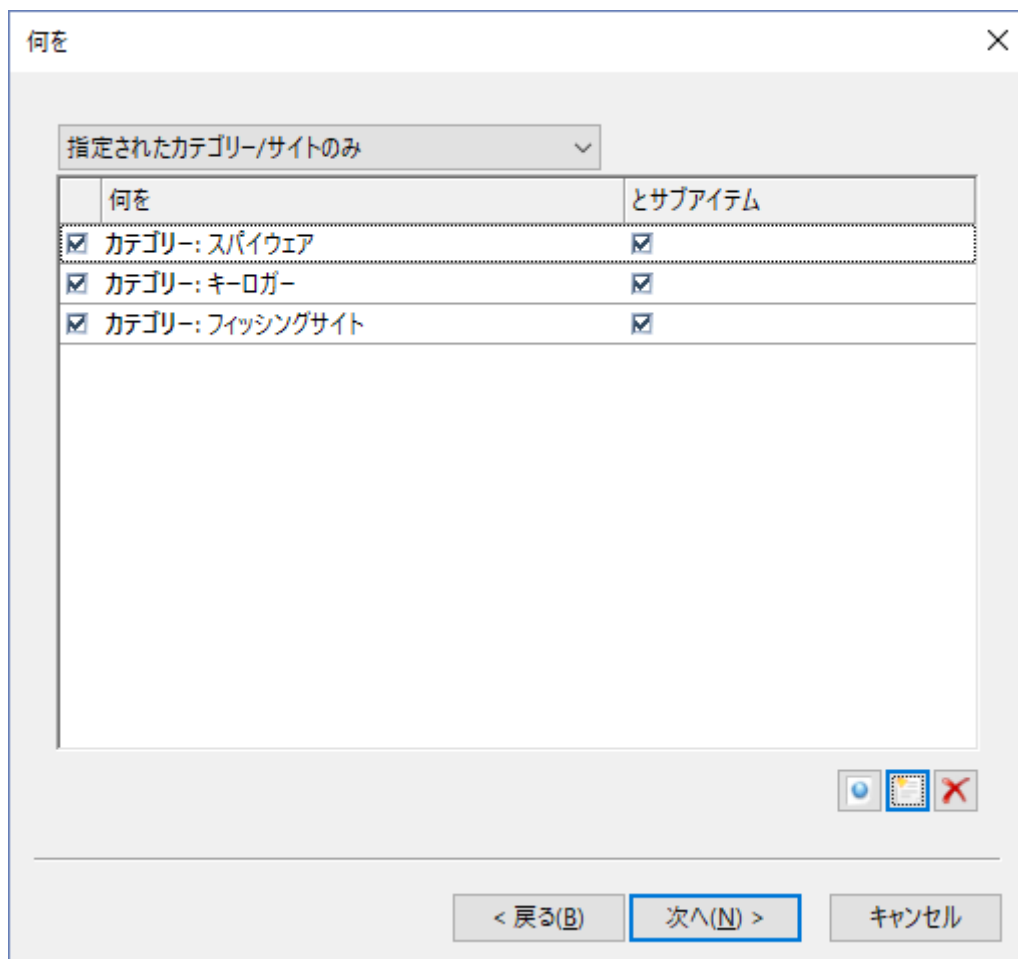 何を
指定されたカテゴリー/サイトのみ
何を とサブアイテム
カテゴリー: スパイウェア
カテゴリー: キーロガー
カテゴリー: フィッシングサイト
< 戻る(B) 次へ(N) > キャンセル